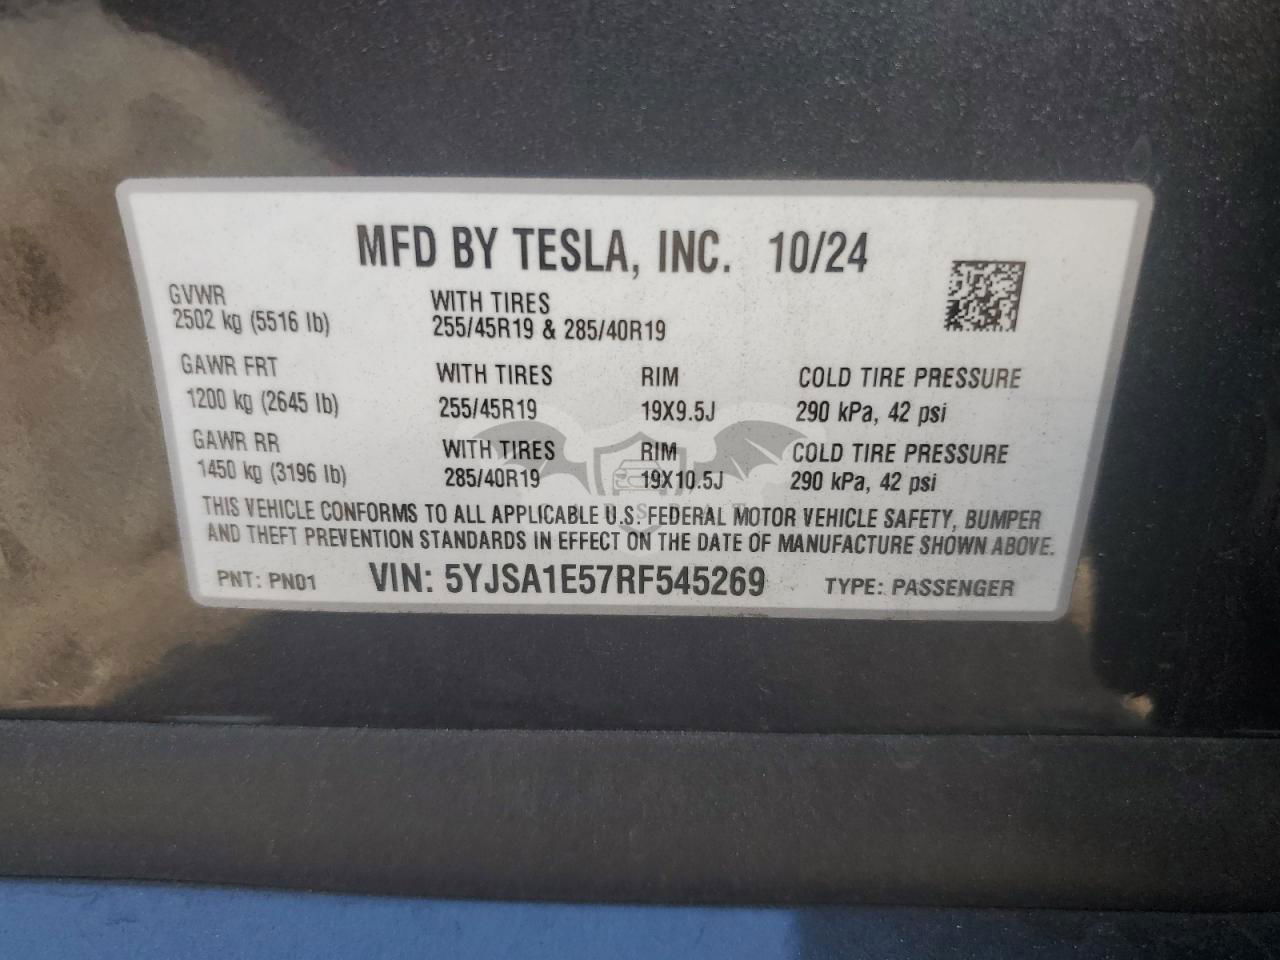 MFD BY TESLA, INC. 10/24
GVWR
2502 kg (5516 lb)
WITH TIRES
255/45R19 & 285/40R19
GAWR FRT
1200 kg (2645 lb)
WITH TIRES
255/45R19
RIM
19X9.5J
COLD TIRE PRESSURE
290 kPa, 42 psi
GAWR RR
1450 kg (3196 lb)
WITH TIRES
285/40R19
RIM
19X10.5J
COLD TIRE PRESSURE
290 kPa, 42 psi
THIS VEHICLE CONFORMS TO ALL APPLICABLE U.S. FEDERAL MOTOR VEHICLE SAFETY, BUMPER
AND THEFT PREVENTION STANDARDS IN EFFECT ON THE DATE OF MANUFACTURE SHOWN ABOVE.
PNT: PN01 VIN: 5YJSA1E57RF545269 TYPE: PASSENGER